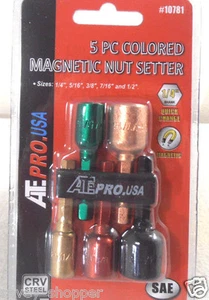 #10781
5 PC COLORED
MAGNETIC NUT SETTER
• Sizes: 1/4", 5/16", 3/8", 7/16" and 1/2"
1/4"
QUICK
CHANGE
MAGNETIC
ATE PRO.USA
ATE PRO.USA
CRV
STEEL
SAE